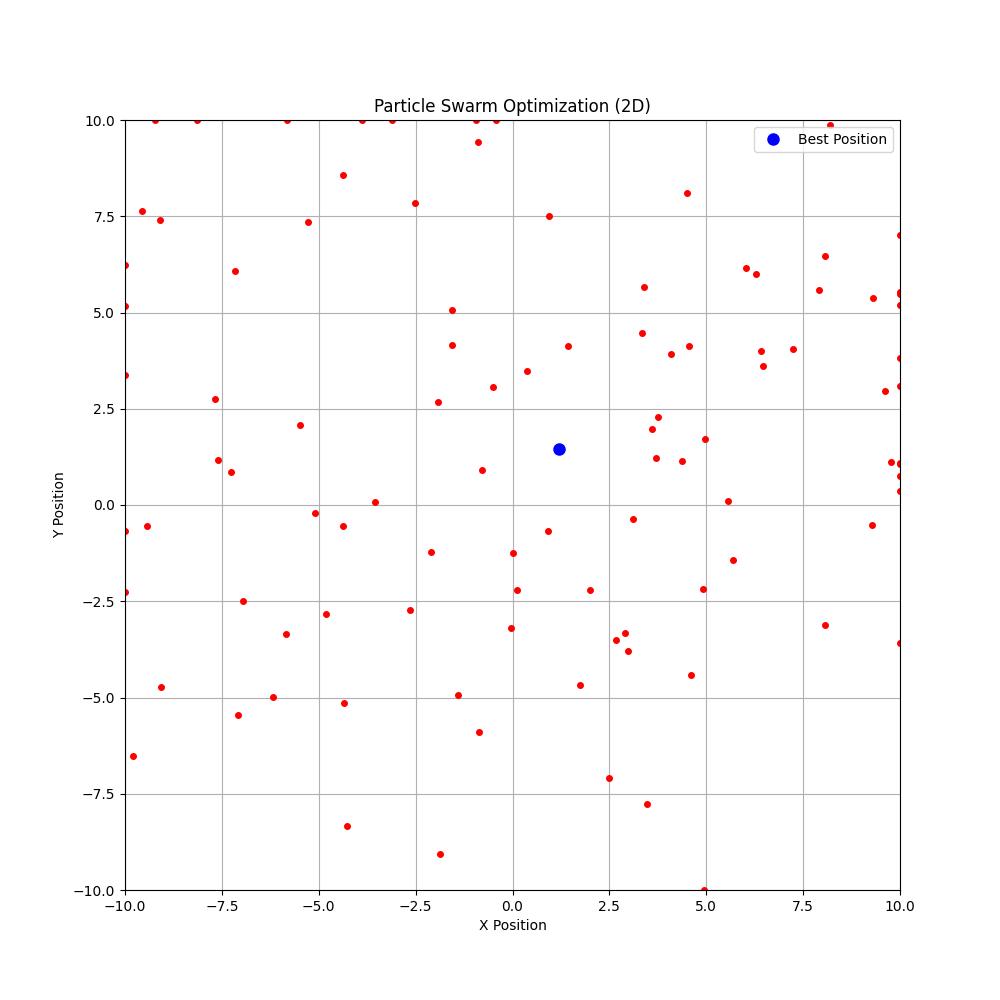 Particle Swarm Optimization (2D)
Best Position
10.0
7.5
5.0
2.5
0.0
−2.5
−5.0
−7.5
−10.0
Y Position
−10.0 −7.5 −5.0 −2.5 0.0 2.5 5.0 7.5 10.0
X Position